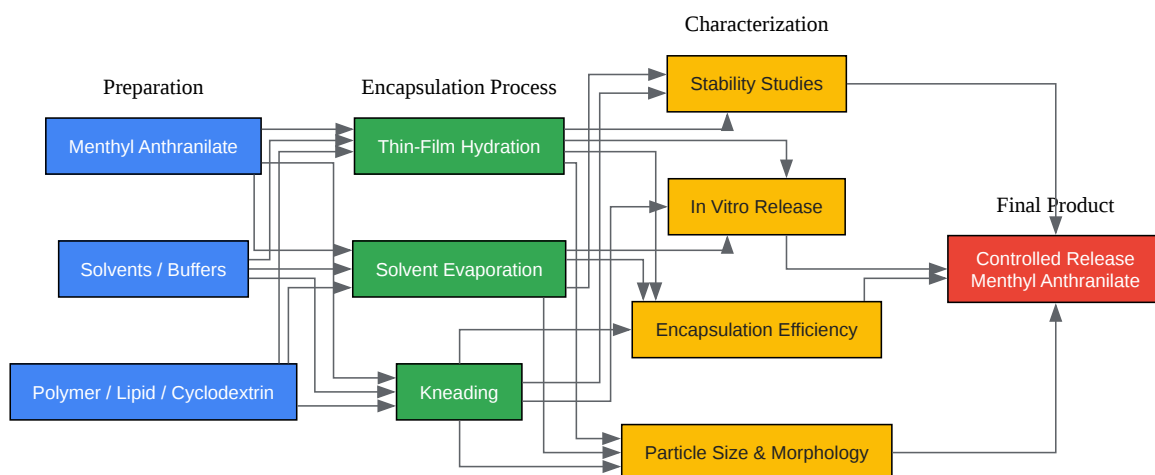 Preparation
Menthyl Anthranilate
Solvents / Buffers
Polymer / Lipid / Cyclodextrin
Encapsulation Process
Thin-Film Hydration
Solvent Evaporation
Kneading
Characterization
Stability Studies
In Vitro Release
Encapsulation Efficiency
Particle Size & Morphology
Final Product
Controlled Release
Menthyl Anthranilate